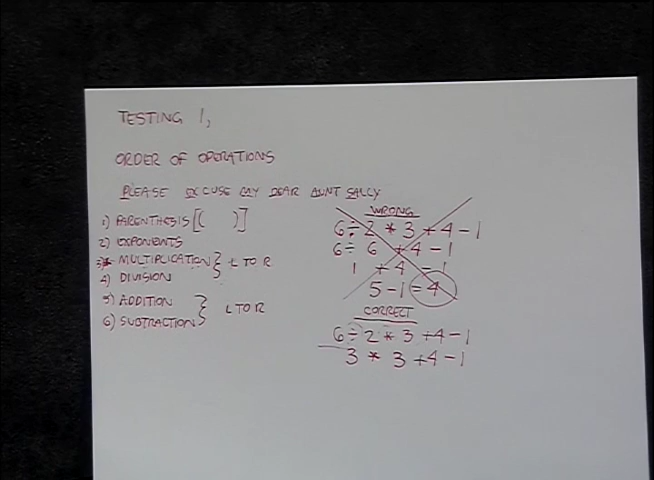 TESTING 1,
ORDER OF OPERATIONS
PLEASE EXCUSE MY DEAR AUNT SALLY
1) PARENTHESIS [( )]
2) EXPONENTS
3) MULTIPLICATION } L TO R
4) DIVISION
5) ADDITION } L TO R
6) SUBTRACTION
WRONG
6 ÷ 2 * 3 + 4 - 1
6 ÷ 6 + 4 - 1
1 + 4 - 1
5 - 1 = 4
CORRECT
6 ÷ 2 * 3 + 4 - 1
3 * 3 + 4 - 1